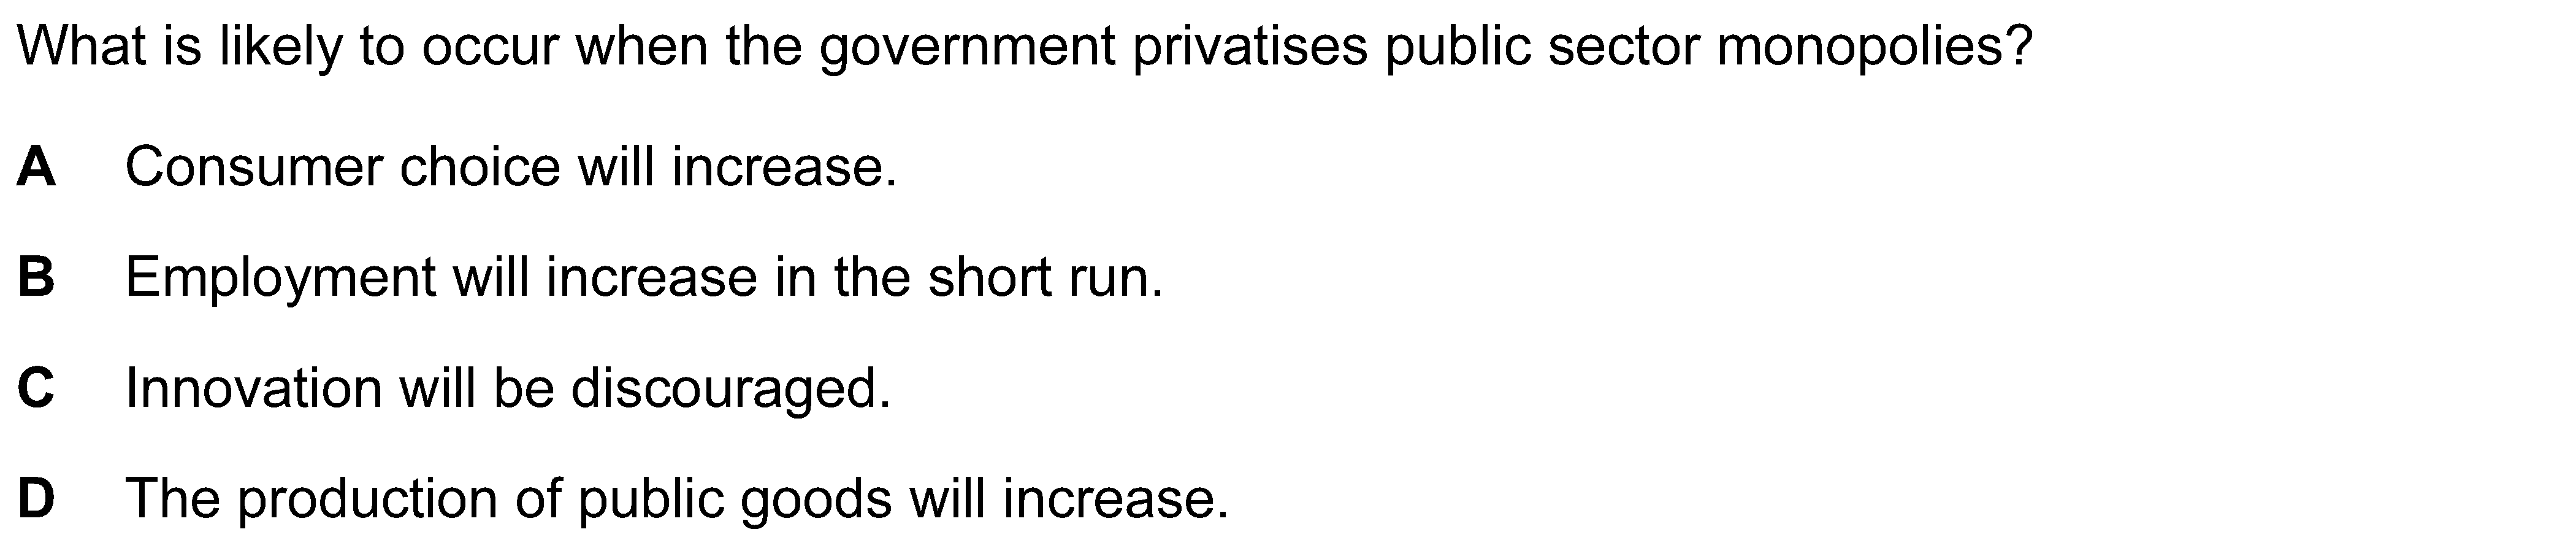 What is likely to occur when the government privatises public sector monopolies?
A Consumer choice will increase.
B Employment will increase in the short run.
C Innovation will be discouraged.
D The production of public goods will increase.